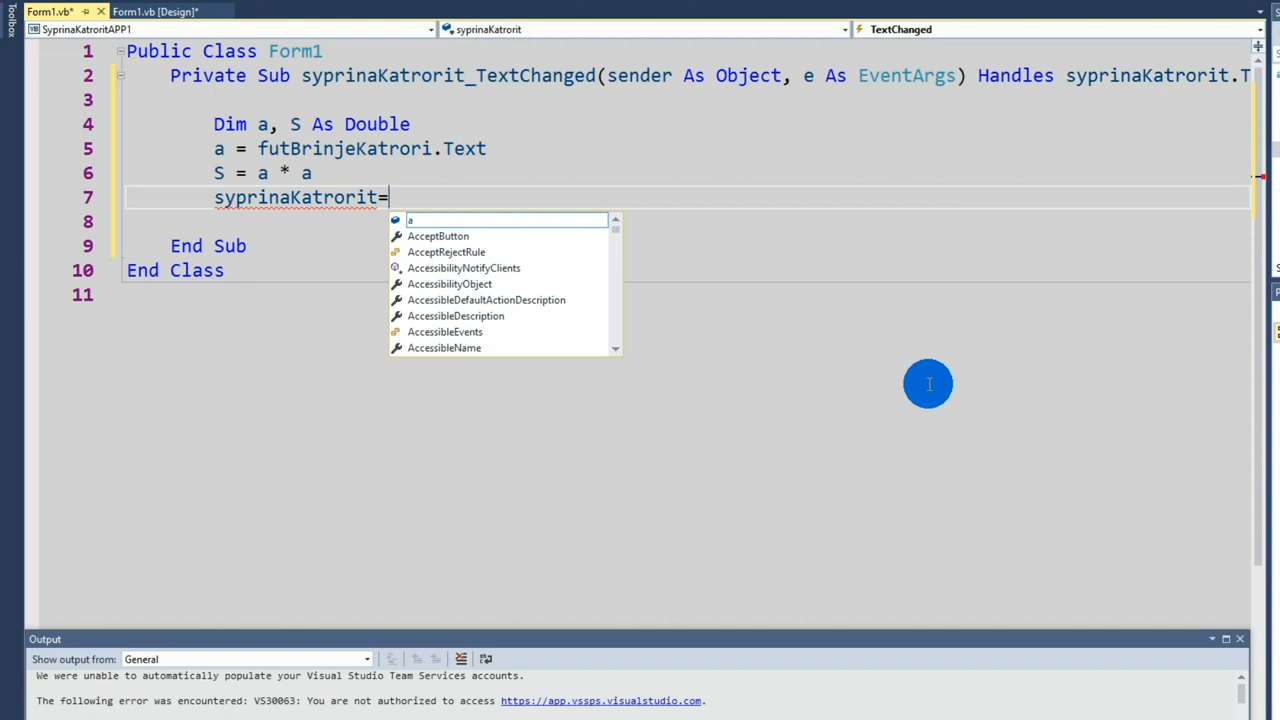 Toolbox
Form1.vb*
Form1.vb [Design]*
SyprinaKatroritAPP1
syprinaKatrorit
TextChanged
1 Public Class Form1
2 Private Sub syprinaKatrorit_TextChanged(sender As Object, e As EventArgs) Handles syprinaKatrorit.T
3
4 Dim a, S As Double
5 a = futBrinjeKatrori.Text
6 S = a * a
7 syprinaKatrorit=
8
9 End Sub
10 End Class
11
a
AcceptButton
AcceptRejectRule
AccessibilityNotifyClients
AccessibilityObject
AccessibleDefaultActionDescription
AccessibleDescription
AccessibleEvents
AccessibleName
Output
Show output from: General
We were unable to automatically populate your Visual Studio Team Services accounts.
The following error was encountered: VS30063: You are not authorized to access https://app.vssps.visualstudio.com.